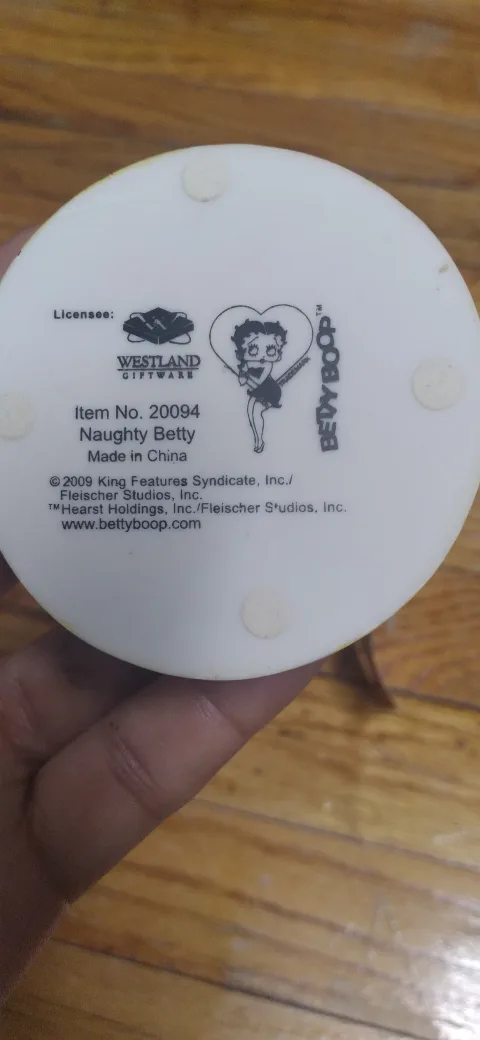 Licensee:
WESTLAND
GIFTWARE
BETTY BOOP™
Item No. 20094
Naughty Betty
Made in China
©2009 King Features Syndicate, Inc./
Fleischer Studios, Inc.
™Hearst Holdings, Inc./Fleischer Studios, Inc.
www.bettyboop.com